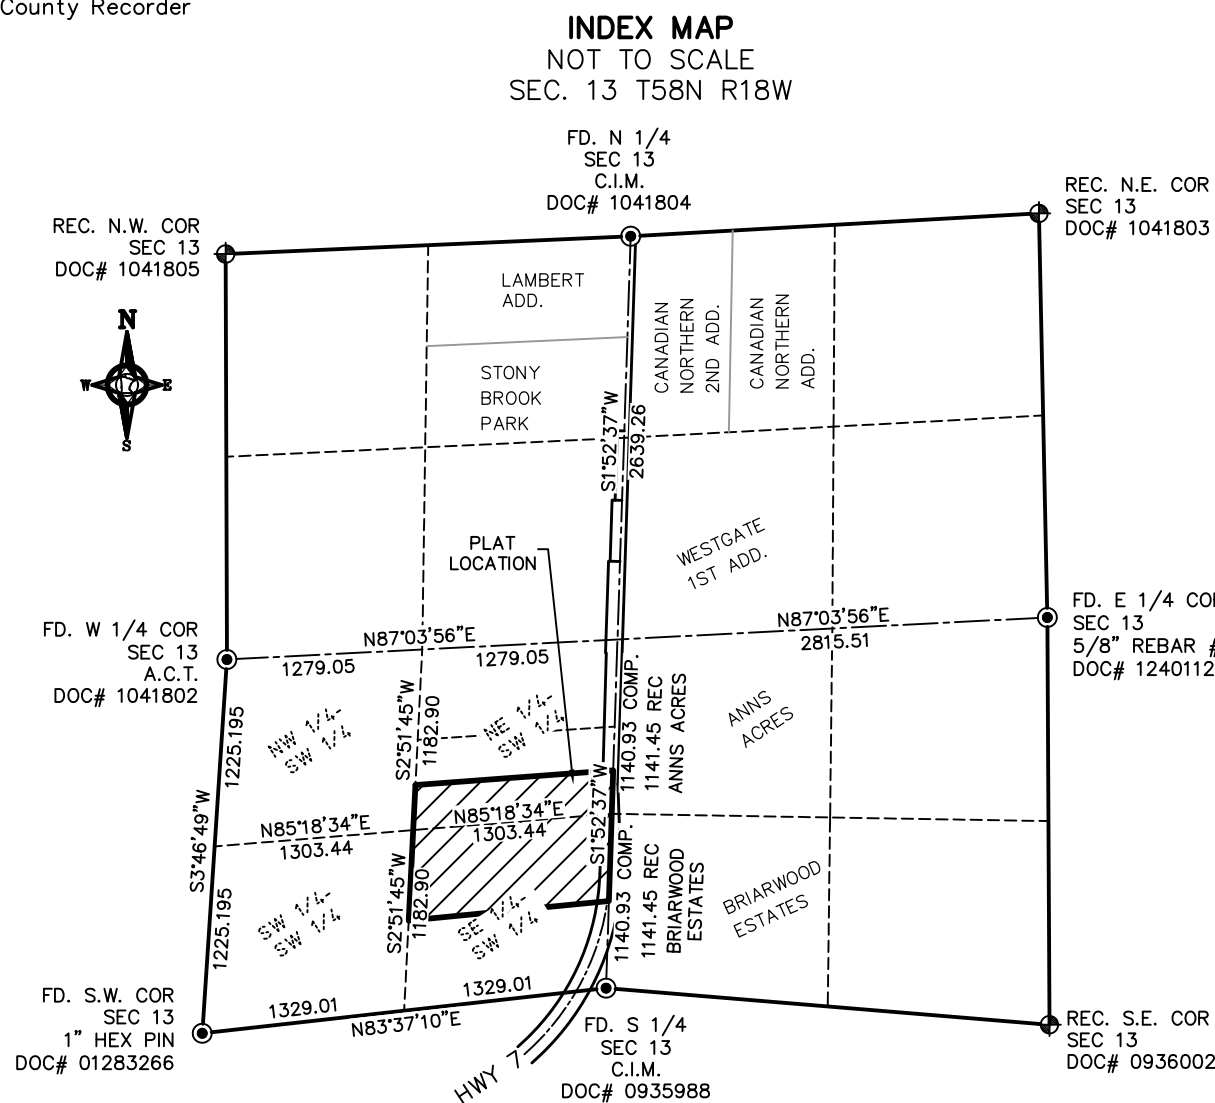 County Recorder
INDEX MAP
NOT TO SCALE
SEC. 13 T58N R18W
FD. N 1/4
SEC 13
C.I.M.
DOC# 1041804
REC. N.W. COR
SEC 13
DOC# 1041805
REC. N.E. COR
SEC 13
DOC# 1041803
N
W
E
S
LAMBERT
ADD.
STONY
BROOK
PARK
CANADIAN
NORTHERN
2ND ADD.
CANADIAN
NORTHERN
ADD.
S1°52'37"W
2639.26
WESTGATE
1ST ADD.
PLAT
LOCATION
FD. W 1/4 COR
SEC 13
A.C.T.
DOC# 1041802
N87°03'56"E
1279.05
1279.05
N87°03'56"E
2815.51
FD. E 1/4 COR
SEC 13
5/8" REBAR #
DOC# 1240112
1225.195
S3°46'49"W
1225.195
NW 1/4-
SW 1/4
S2°51'45"W
1182.90
NE 1/4-
SW 1/4
1140.93 COMP.
1141.45 REC
ANNS ACRES
ANNS
ACRES
N85°18'34"E
1303.44
N85°18'34"E
1303.44
S1°52'37"W
SW 1/4-
SW 1/4
S2°51'45"W
1182.90
SE 1/4-
SW 1/4
1140.93 COMP.
1141.45 REC
BRIARWOOD
ESTATES
BRIARWOOD
ESTATES
FD. S.W. COR
SEC 13
1" HEX PIN
DOC# 01283266
1329.01
1329.01
N83°37'10"E
HWY 7
FD. S 1/4
SEC 13
C.I.M.
DOC# 0935988
REC. S.E. COR
SEC 13
DOC# 0936002